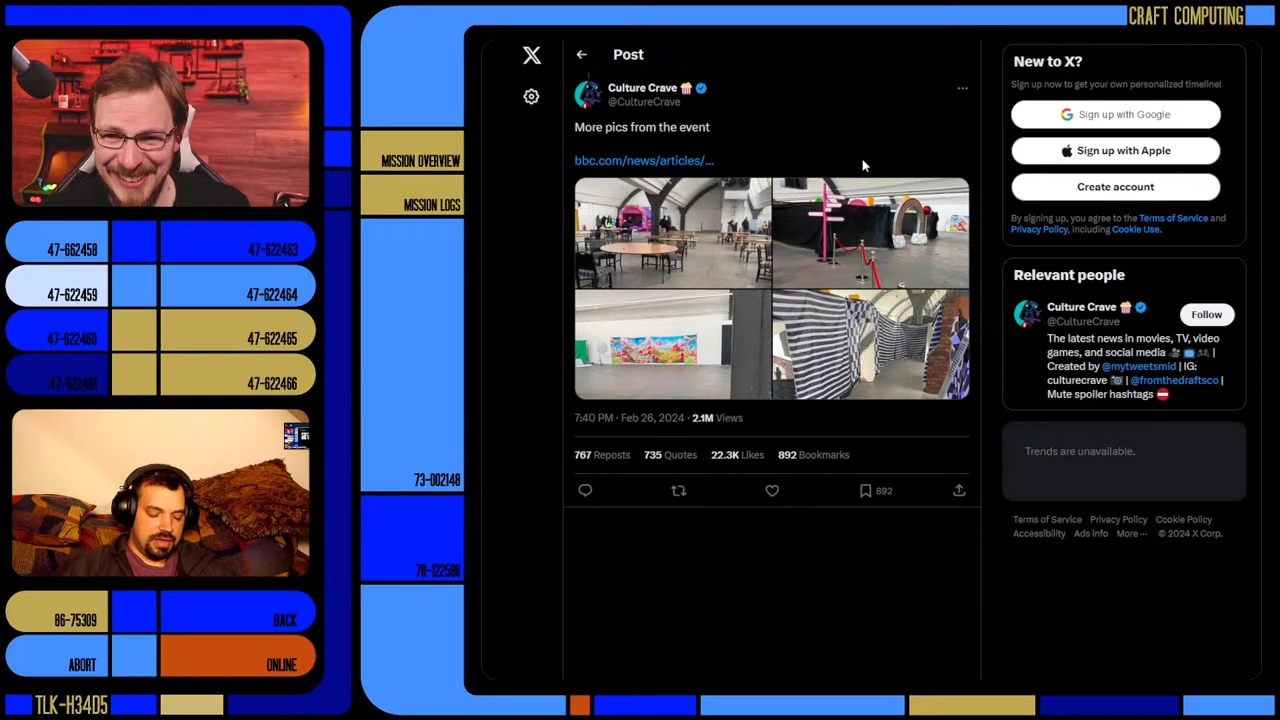 CRAFT COMPUTING
MISSION OVERVIEW
MISSION LOGS
47-662458
47-622463
47-622459
47-622464
47-622460
47-622465
47-622461
47-622466
73-002148
70-122586
86-75309
BACK
ABORT
ONLINE
TLK-H34D5
X
Post
Culture Crave
@CultureCrave
More pics from the event
bbc.com/news/articles/...
7:40 PM · Feb 26, 2024 · 2.1M Views
767 Reposts 735 Quotes 22.3K Likes 892 Bookmarks
892
New to X?
Sign up now to get your own personalized timeline!
Sign up with Google
Sign up with Apple
Create account
By signing up, you agree to the Terms of Service and
Privacy Policy, including Cookie Use.
Relevant people
Culture Crave
@CultureCrave
Follow
The latest news in movies, TV, video
games, and social media |
Created by @mytweetsmid | IG:
culturecrave | @fromthedraftsco |
Mute spoiler hashtags
Trends are unavailable.
Terms of Service Privacy Policy Cookie Policy
Accessibility Ads info More ··· © 2024 X Corp.